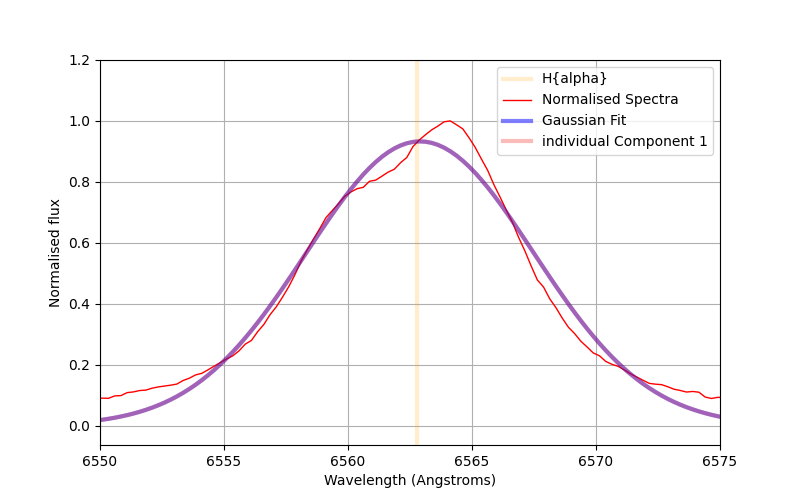 1.2
1.0
0.8
0.6
0.4
0.2
0.0
Normalised flux
H{alpha}
Normalised Spectra
Gaussian Fit
individual Component 1
6550 6555 6560 6565 6570 6575
Wavelength (Angstroms)